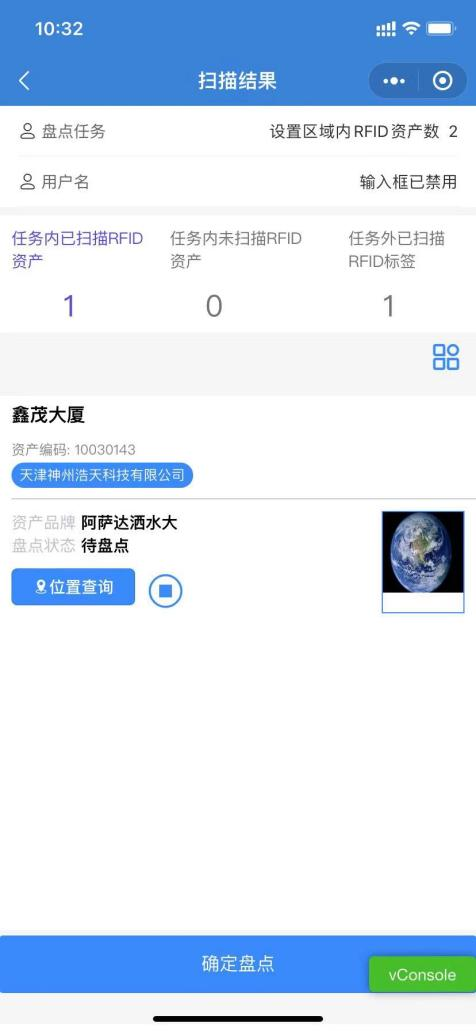 10:32
扫描结果
盘点任务 设置区域内RFID资产数 2
用户名 输入框已禁用
任务内已扫描RFID资产 任务内未扫描RFID资产 任务外已扫描RFID标签
1 0 1
鑫茂大厦
资产编码: 10030143
天津神州浩天科技有限公司
资产品牌 阿萨达洒水大
盘点状态 待盘点
位置查询
确定盘点
vConsole